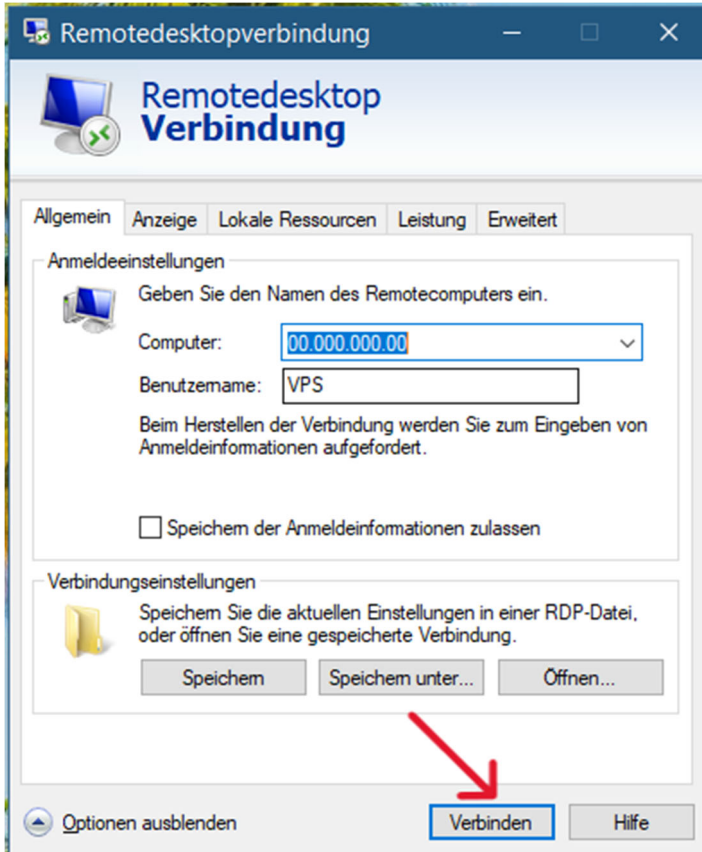 Remotedesktopverbindung
Remotedesktop
Verbindung
Allgemein Anzeige Lokale Ressourcen Leistung Erweitert
Anmeldeeinstellungen
Geben Sie den Namen des Remotecomputers ein.
Computer: 00.000.000.00
Benutzername: VPS
Beim Herstellen der Verbindung werden Sie zum Eingeben von
Anmeldeinformationen aufgefordert.
Speichern der Anmeldeinformationen zulassen
Verbindungseinstellungen
Speichern Sie die aktuellen Einstellungen in einer RDP-Datei,
oder öffnen Sie eine gespeicherte Verbindung.
Speichern Speichern unter... Öffnen...
Optionen ausblenden Verbinden Hilfe